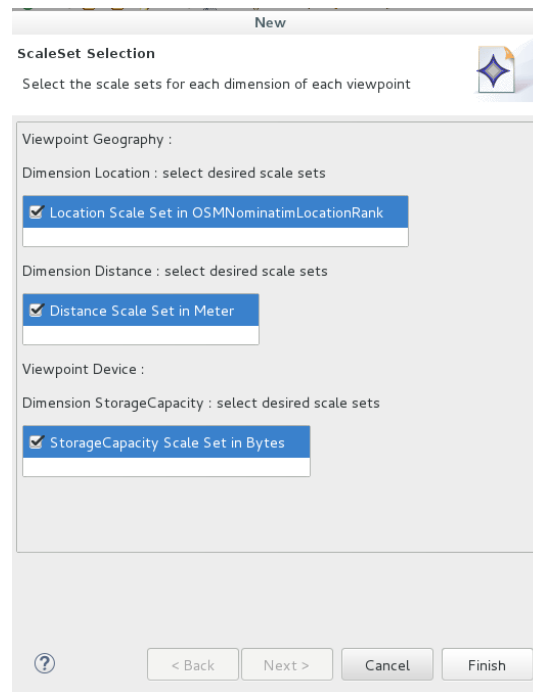 New
ScaleSet Selection
Select the scale sets for each dimension of each viewpoint
Viewpoint Geography :
Dimension Location : select desired scale sets
Location Scale Set in OSMNominatimLocationRank
Dimension Distance : select desired scale sets
Distance Scale Set in Meter
Viewpoint Device :
Dimension StorageCapacity : select desired scale sets
StorageCapacity Scale Set in Bytes
? < Back Next > Cancel Finish